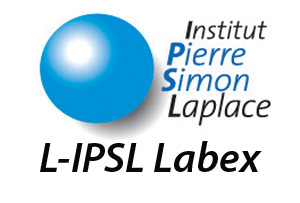 Institut
Pierre
Simon
Laplace
L-IPSL Labex